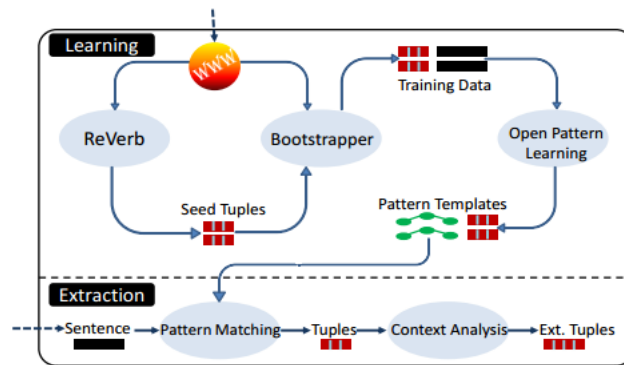 Learning
WWW
Training Data
ReVerb
Bootstrapper
Open Pattern
Learning
Seed Tuples
Pattern Templates
Extraction
Sentence
Pattern Matching
Tuples
Context Analysis
Ext. Tuples